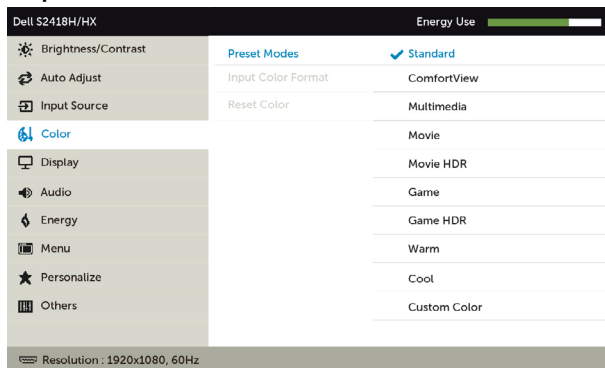 Dell S2418H/HX
Energy Use
Brightness/Contrast
Auto Adjust
Input Source
Color
Display
Audio
Energy
Menu
Personalize
Others
Preset Modes
Input Color Format
Reset Color
Standard
ComfortView
Multimedia
Movie
Movie HDR
Game
Game HDR
Warm
Cool
Custom Color
Resolution : 1920x1080, 60Hz